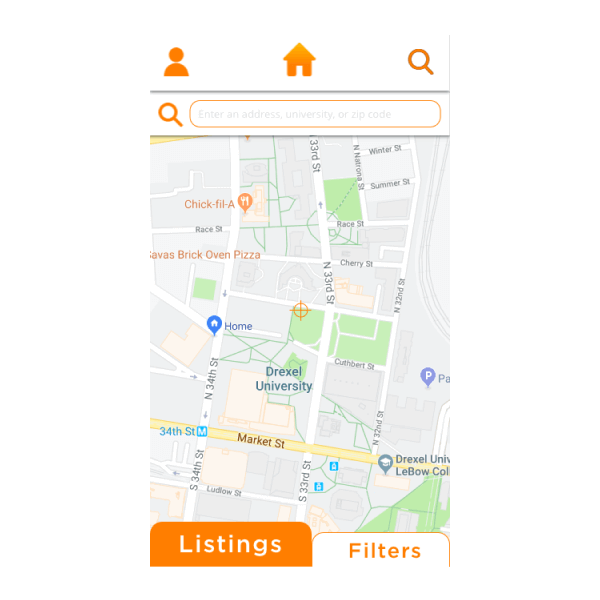 Enter an address, university, or zip code
N 33rd St
N Natrona St
Winter St
Summer St
Chick-fil-A
Race St
Race St
Savas Brick Oven Pizza
Cherry St
N 33rd St
N 32nd St
Home
Cuthbert St
Drexel
University
N 34th St
P
Pa
34th St M
Market St
N 32nd St
Drexel Univ
LeBow Col
S 34th St
S 33rd St
Ludlow St
Listings
Filters